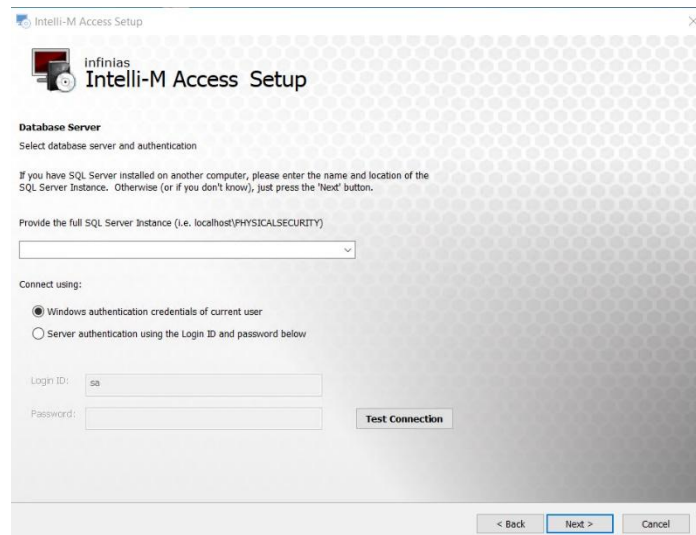 Intelli-M Access Setup
infinias
Intelli-M Access Setup
Database Server
Select database server and authentication
If you have SQL Server installed on another computer, please enter the name and location of the
SQL Server Instance. Otherwise (or if you don't know), just press the 'Next' button.
Provide the full SQL Server Instance (i.e. localhost\PHYSICALSECURITY)
Connect using:
Windows authentication credentials of current user
Server authentication using the Login ID and password below
Login ID: sa
Password:
Test Connection
< Back Next > Cancel